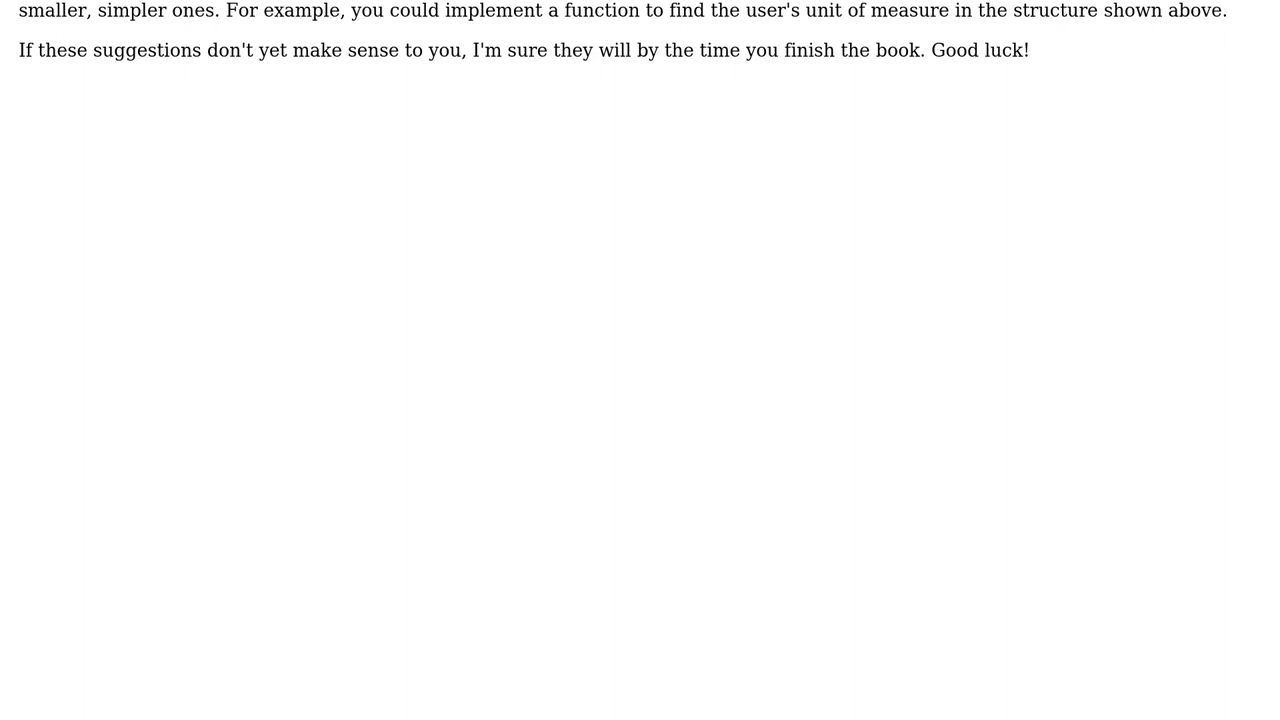 smaller, simpler ones. For example, you could implement a function to find the user's unit of measure in the structure shown above.
If these suggestions don't yet make sense to you, I'm sure they will by the time you finish the book. Good luck!